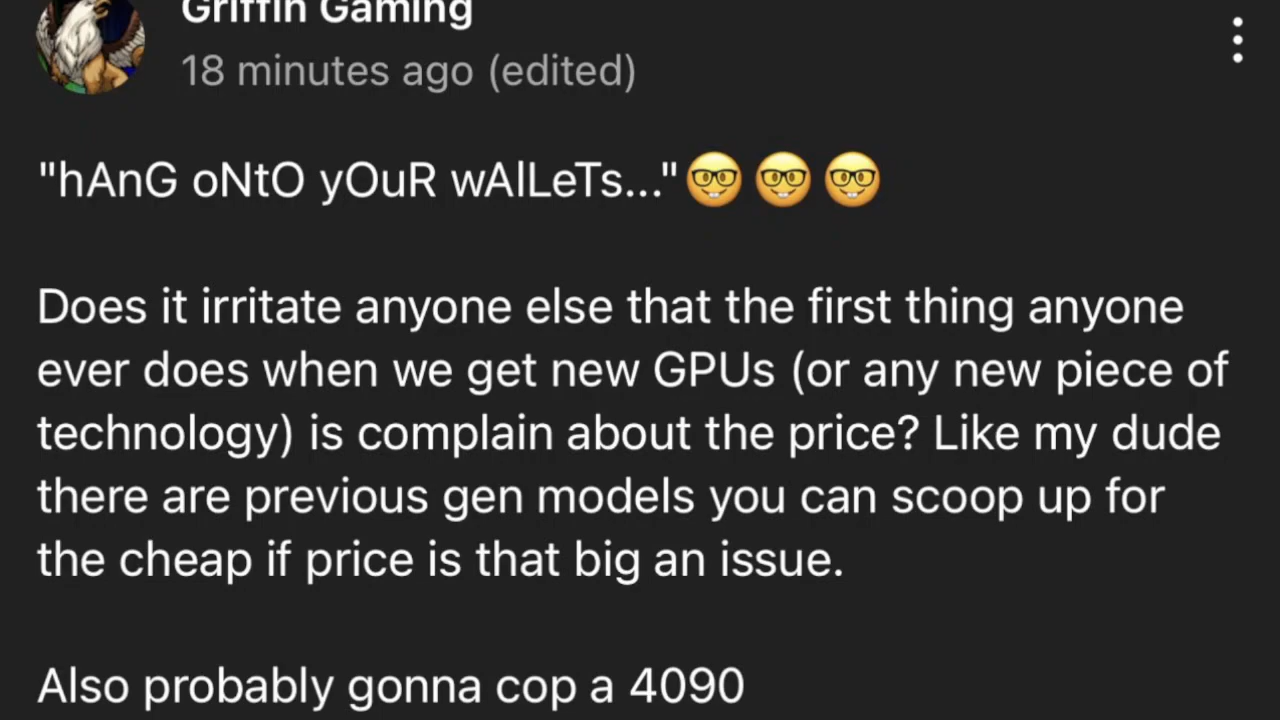 Griffin Gaming
18 minutes ago (edited)
"hAnG oNtO yOuR wAlLeTs..."🤓🤓🤓
Does it irritate anyone else that the first thing anyone
ever does when we get new GPUs (or any new piece of
technology) is complain about the price? Like my dude
there are previous gen models you can scoop up for
the cheap if price is that big an issue.
Also probably gonna cop a 4090